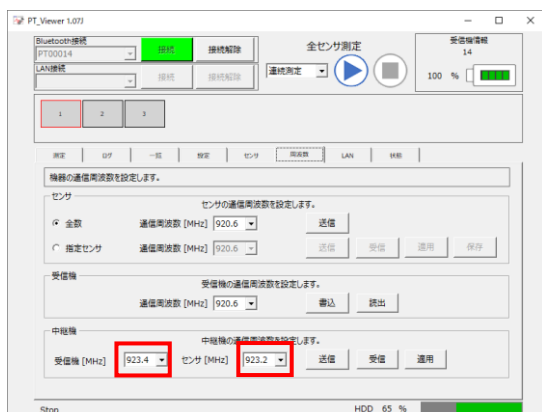 PT_Viewer 1.07J
Bluetooth接続
PT00014
接続
接続解除
LAN接続
接続
接続解除
全センサ測定
連続測定
受信機情報
14
100 %
1 2 3
測定 ログ 一覧 設定 センサ 周波数 LAN 状態
機器の通信周波数を設定します。
センサ
センサの通信周波数を設定します。
全数 通信周波数 [MHz] 920.6 送信
指定センサ 通信周波数 [MHz] 920.6 送信 受信 適用 保存
受信機
受信機の通信周波数を設定します。
通信周波数 [MHz] 920.6 書込 読出
中継機
中継機の通信周波数を設定します。
受信機 [MHz] 923.4 センサ [MHz] 923.2 送信 受信 適用
Stop HDD 65 %